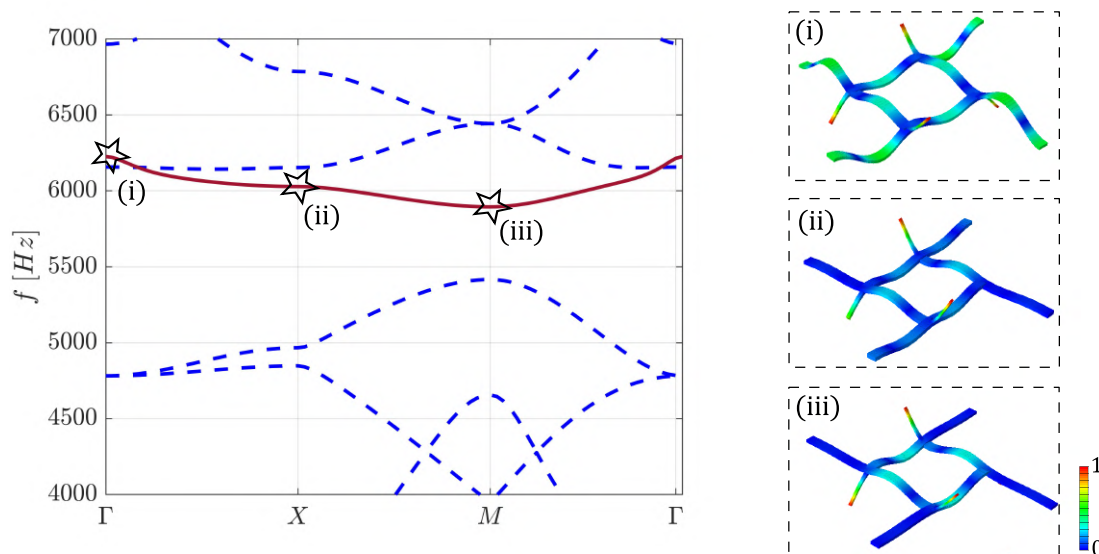 7000
6500
6000
5500
5000
4500
4000
f [Hz]
Γ
X
M
Γ
(i)
(ii)
(iii)
(i)
(ii)
(iii)
1
0